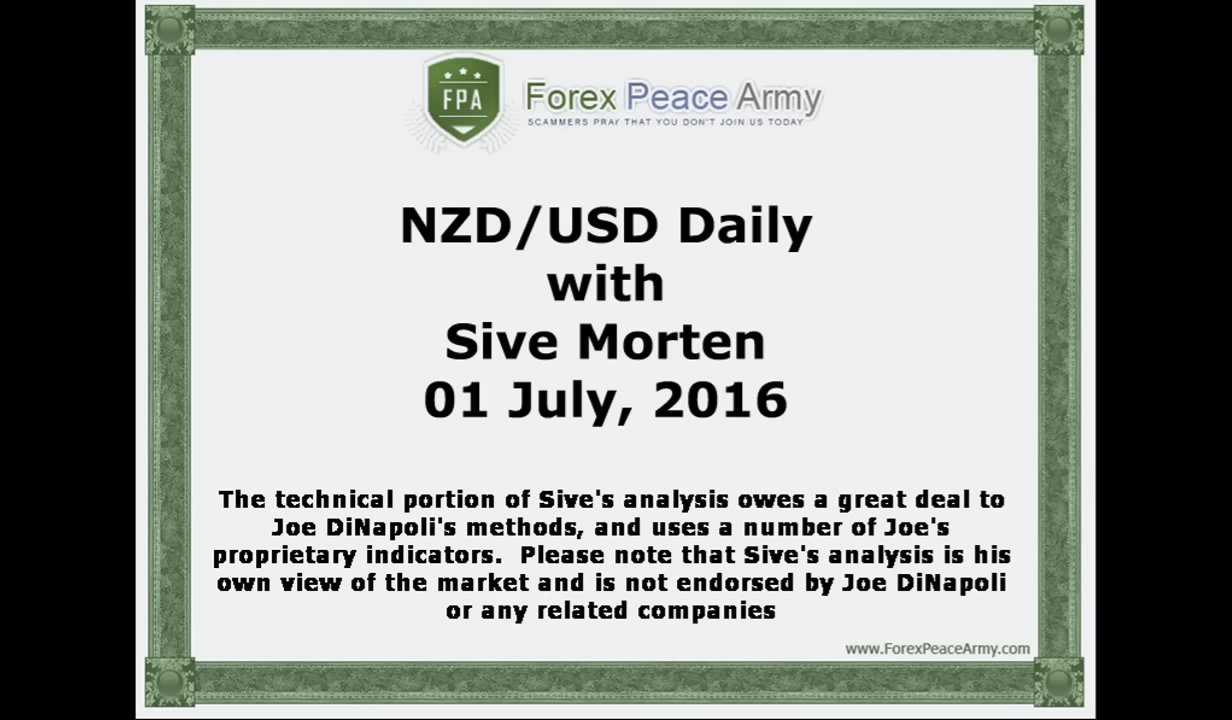 FPA
Forex Peace Army
SCAMMERS PRAY THAT YOU DON'T JOIN US TODAY
NZD/USD Daily
with
Sive Morten
01 July, 2016
The technical portion of Sive's analysis owes a great deal to
Joe DiNapoli's methods, and uses a number of Joe's
proprietary indicators.  Please note that Sive's analysis is his
own view of the market and is not endorsed by Joe DiNapoli
or any related companies
www.ForexPeaceArmy.com